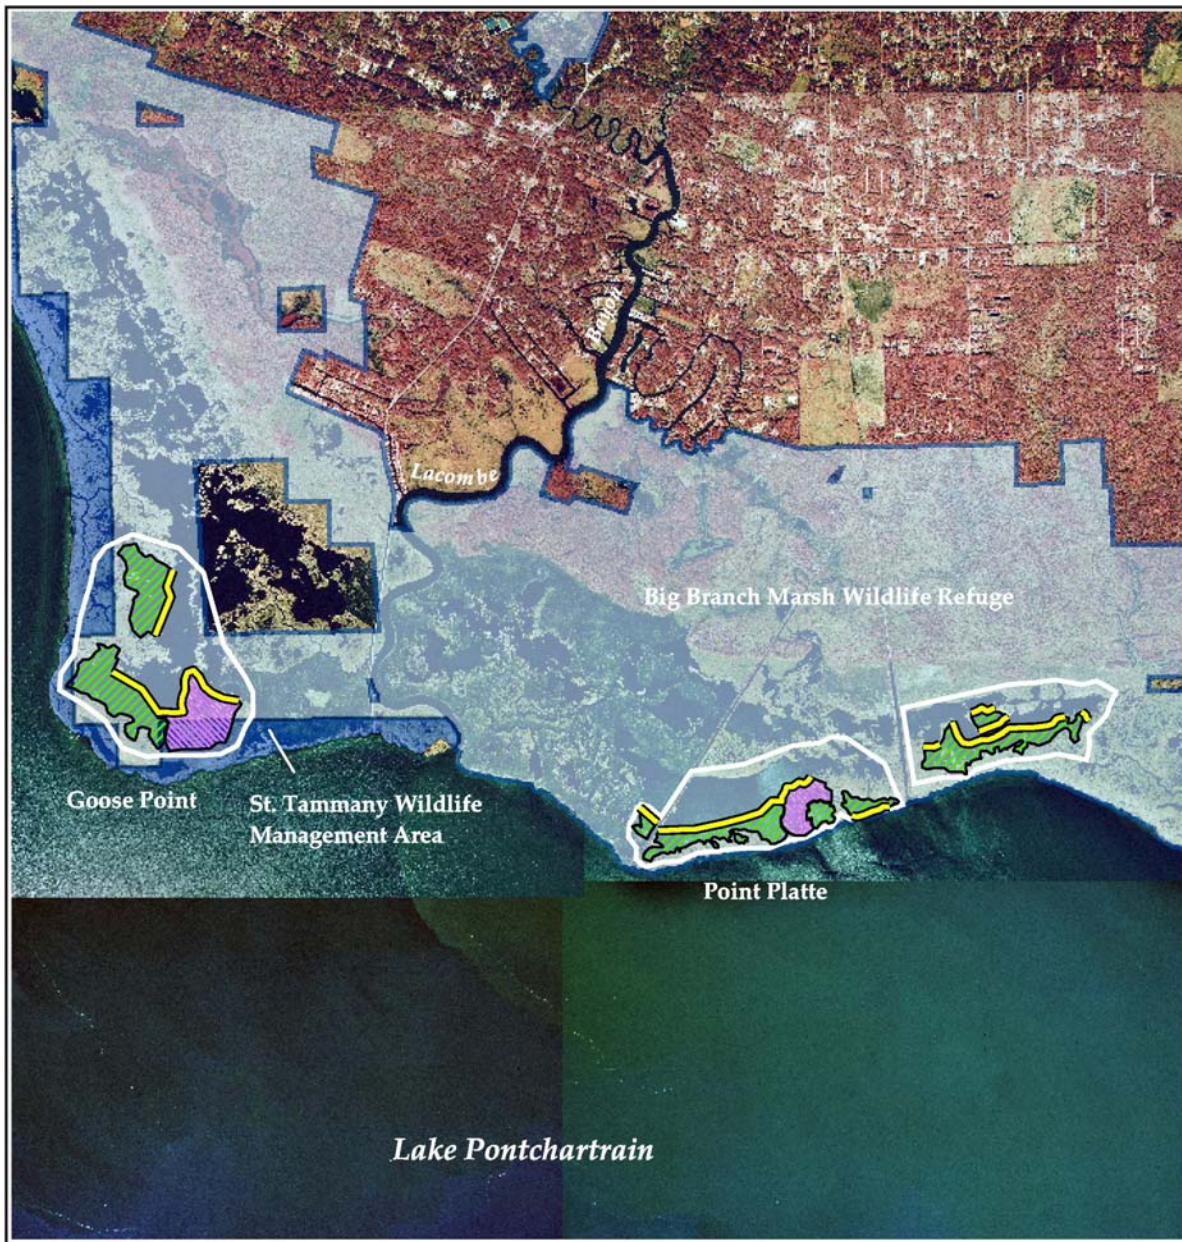 Bayou
Lacombe
Big Branch Marsh Wildlife Refuge
Goose Point
St. Tammany Wildlife
Management Area
Point Platte
Lake Pontchartrain